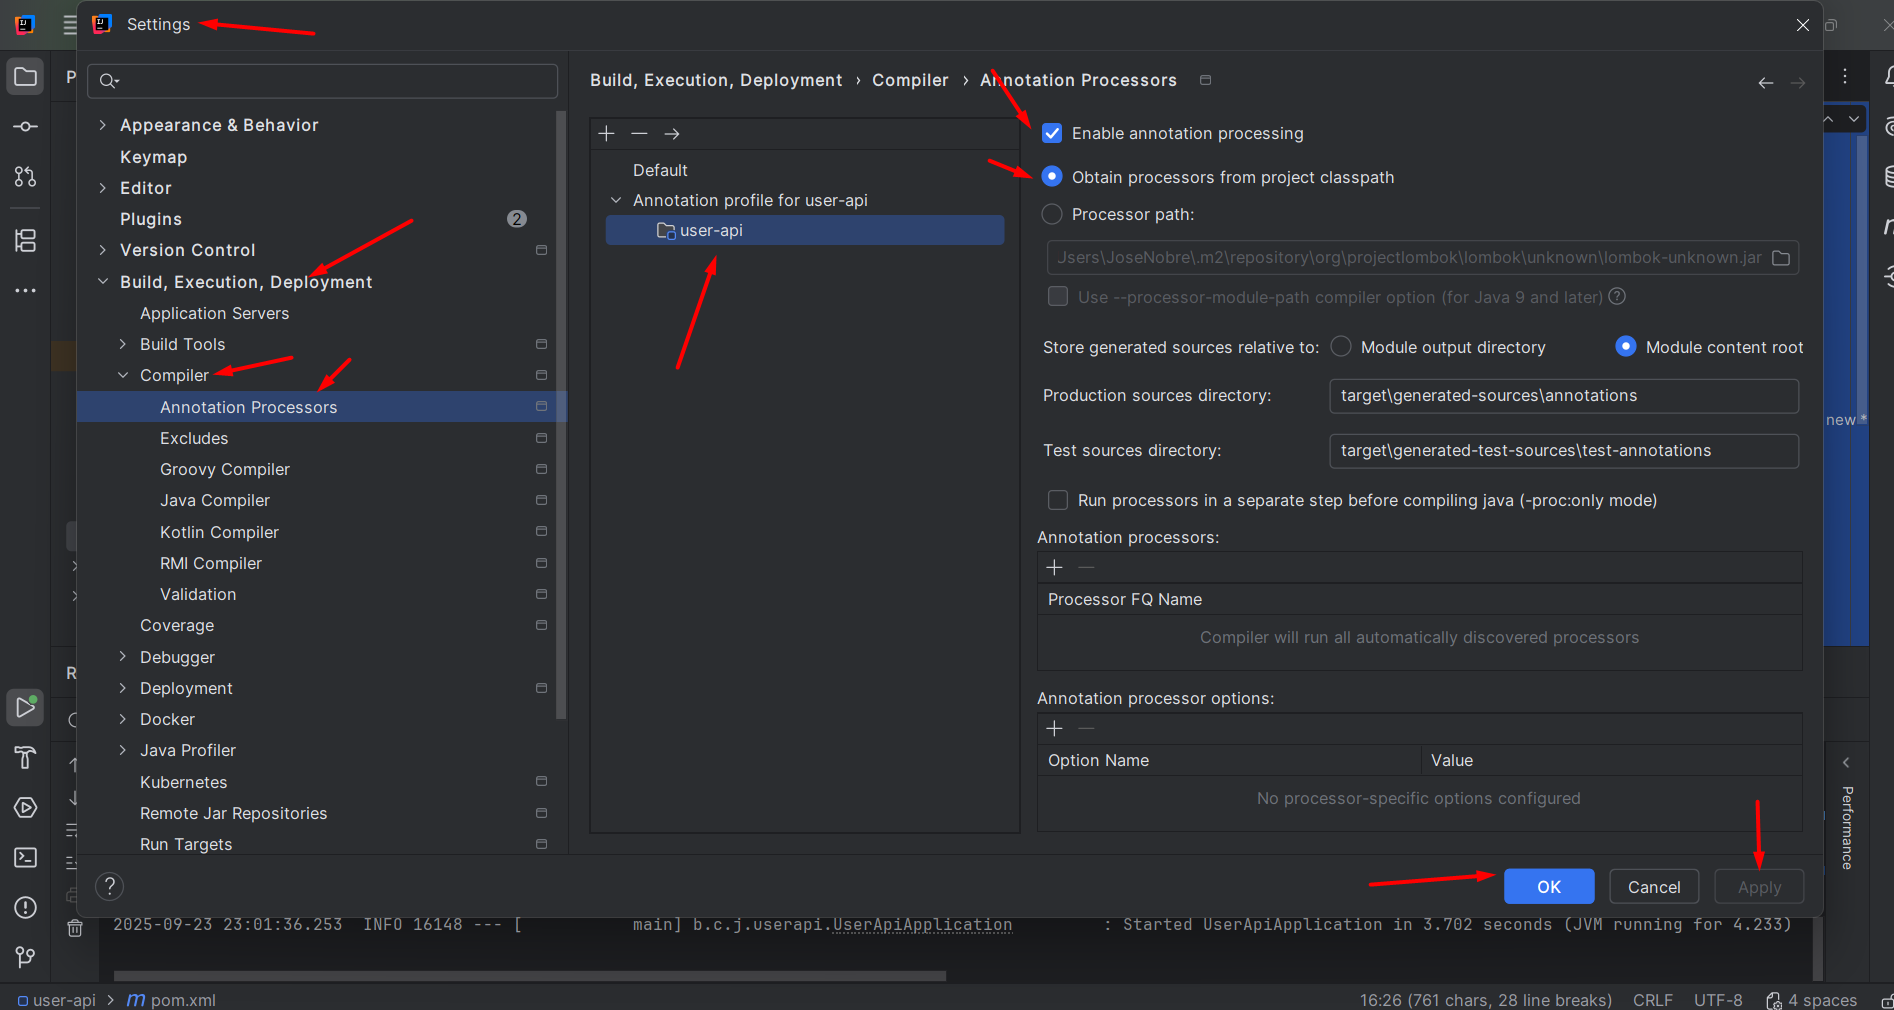 Settings
P
Appearance & Behavior
Keymap
Editor
Plugins
2
Version Control
Build, Execution, Deployment
Application Servers
Build Tools
Compiler
Annotation Processors
Excludes
Groovy Compiler
Java Compiler
Kotlin Compiler
RMI Compiler
Validation
Coverage
Debugger
Deployment
Docker
Java Profiler
Kubernetes
Remote Jar Repositories
Run Targets
R
Build, Execution, Deployment › Compiler › Annotation Processors
Default
Annotation profile for user-api
user-api
Enable annotation processing
Obtain processors from project classpath
Processor path:
Jsers\JoseNobre\.m2\repository\org\projectlombok\lombok\unknown\lombok-unknown.jar
Use --processor-module-path compiler option (for Java 9 and later) ?
Store generated sources relative to: Module output directory Module content root
Production sources directory: target\generated-sources\annotations
Test sources directory: target\generated-test-sources\test-annotations
Run processors in a separate step before compiling java (-proc:only mode)
Annotation processors:
Processor FQ Name
Compiler will run all automatically discovered processors
Annotation processor options:
Option Name Value
No processor-specific options configured
? OK Cancel Apply
new *
Performance
2025-09-23 23:01:36.253 INFO 16148 --- [ main] b.c.j.userapi.UserApiApplication : Started UserApiApplication in 3.702 seconds (JVM running for 4.233)
user-api > m pom.xml 16:26 (761 chars, 28 line breaks) CRLF UTF-8 4 spaces